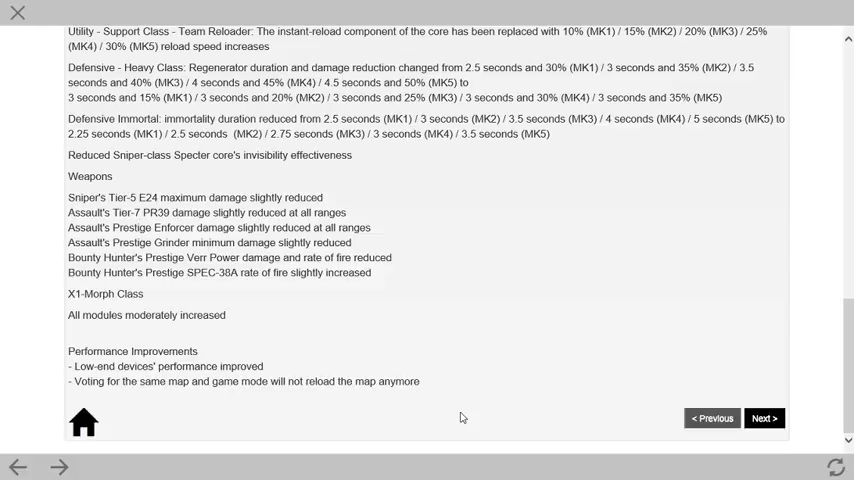 Utility - Support Class - Team Reloader: The instant-reload component of the core has been replaced with 10% (MK1) / 15% (MK2) / 20% (MK3) / 25%
(MK4) / 30% (MK5) reload speed increases
Defensive - Heavy Class: Regenerator duration and damage reduction changed from 2.5 seconds and 30% (MK1) / 3 seconds and 35% (MK2) / 3.5
seconds and 40% (MK3) / 4 seconds and 45% (MK4) / 4.5 seconds and 50% (MK5) to
3 seconds and 15% (MK1) / 3 seconds and 20% (MK2) / 3 seconds and 25% (MK3) / 3 seconds and 30% (MK4) / 3 seconds and 35% (MK5)
Defensive Immortal: immortality duration reduced from 2.5 seconds (MK1) / 3 seconds (MK2) / 3.5 seconds (MK3) / 4 seconds (MK4) / 5 seconds (MK5) to
2.25 seconds (MK1) / 2.5 seconds (MK2) / 2.75 seconds (MK3) / 3 seconds (MK4) / 3.5 seconds (MK5)
Reduced Sniper-class Specter core's invisibility effectiveness
Weapons
Sniper's Tier-5 E24 maximum damage slightly reduced
Assault's Tier-7 PR39 damage slightly reduced at all ranges
Assault's Prestige Enforcer damage slightly reduced at all ranges
Assault's Prestige Grinder minimum damage slightly reduced
Bounty Hunter's Prestige Verr Power damage and rate of fire reduced
Bounty Hunter's Prestige SPEC-38A rate of fire slightly increased
X1-Morph Class
All modules moderately increased
Performance Improvements
- Low-end devices' performance improved
- Voting for the same map and game mode will not reload the map anymore
< Previous
Next >